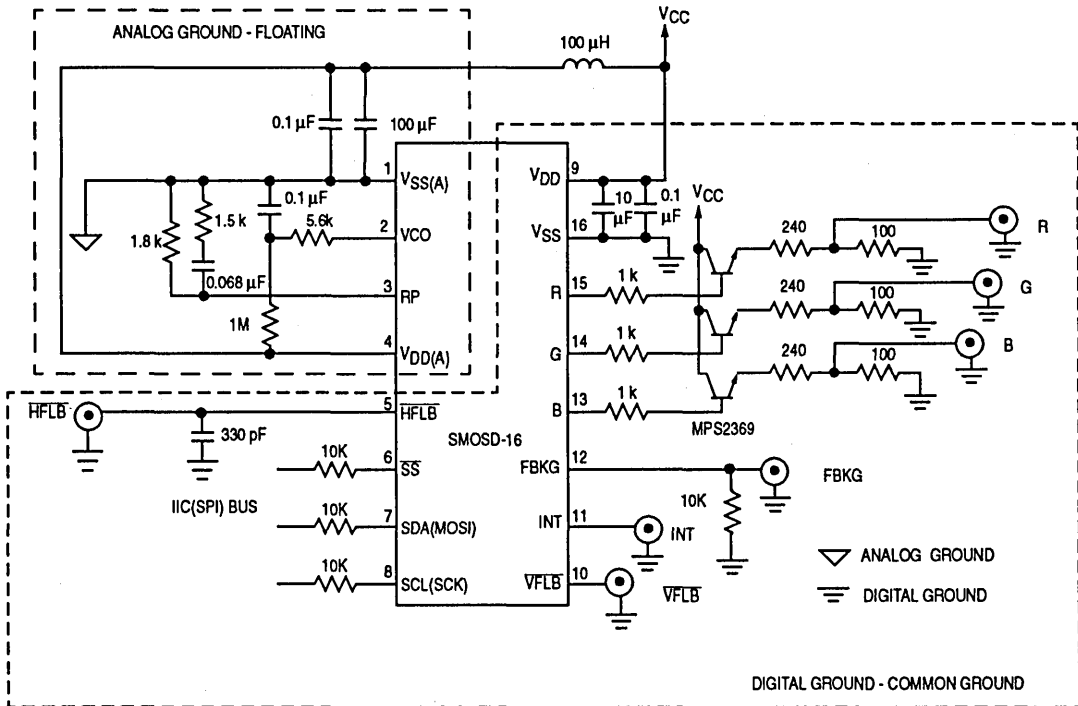 ANALOG GROUND - FLOATING
VCC
100 µH
0.1 µF
100 µF
1
VSS(A)
9
VDD
10 µF
0.1 µF
VCC
0.1 µF
1.5 k
1.8 k
5.6k
2
VCO
16
VSS
240
100
R
0.068 µF
3
RP
1 k
15
R
240
100
G
1M
4
VDD(A)
1 k
14
G
240
100
B
HFLB
5
HFLB
1 k
13
B
MPS2369
330 pF
SMOSD-16
10K
6
SS
12
FBKG
FBKG
IIC(SPI) BUS
10K
10K
7
SDA(MOSI)
11
INT
INT
ANALOG GROUND
10K
8
SCL(SCK)
10
VFLB
VFLB
DIGITAL GROUND
DIGITAL GROUND - COMMON GROUND